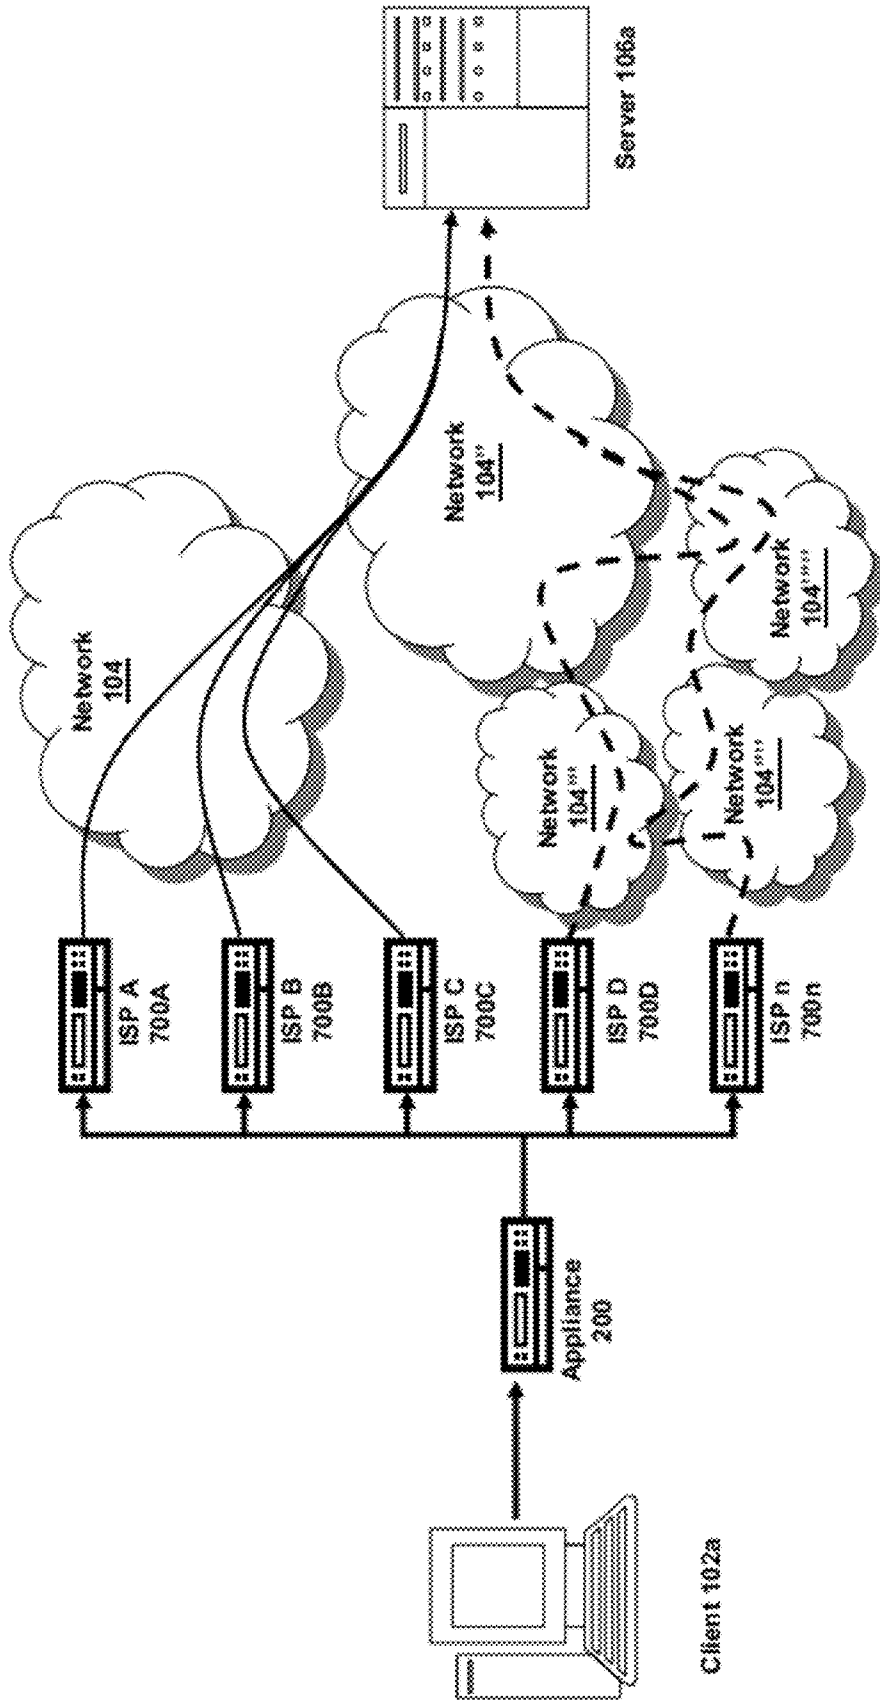 Client 102a
Appliance
200
ISP A
700A
ISP B
700B
ISP C
700C
ISP D
700D
ISP n
700n
Network
104
Network
104''
Network
104'''
Network
104''''
Network
104'''''
Server 106a